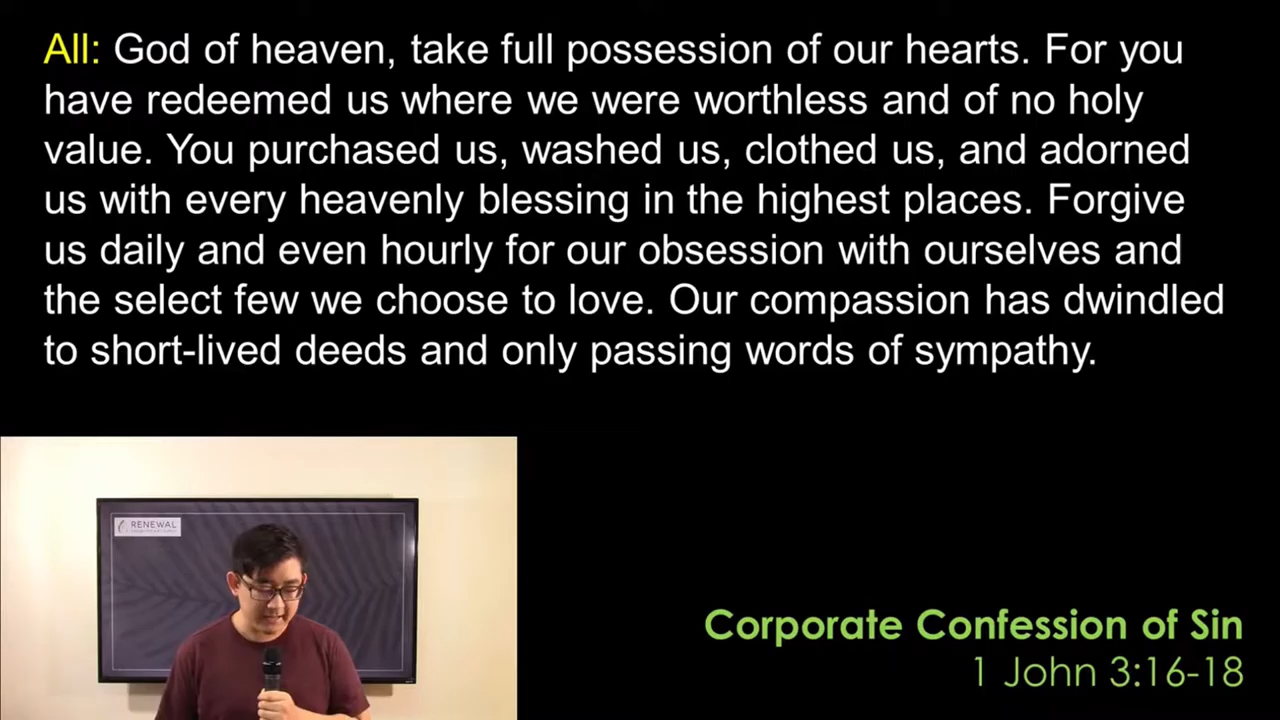 All: God of heaven, take full possession of our hearts. For you
have redeemed us where we were worthless and of no holy
value. You purchased us, washed us, clothed us, and adorned
us with every heavenly blessing in the highest places. Forgive
us daily and even hourly for our obsession with ourselves and
the select few we choose to love. Our compassion has dwindled
to short-lived deeds and only passing words of sympathy.
RENEWAL
Corporate Confession of Sin
1 John 3:16-18